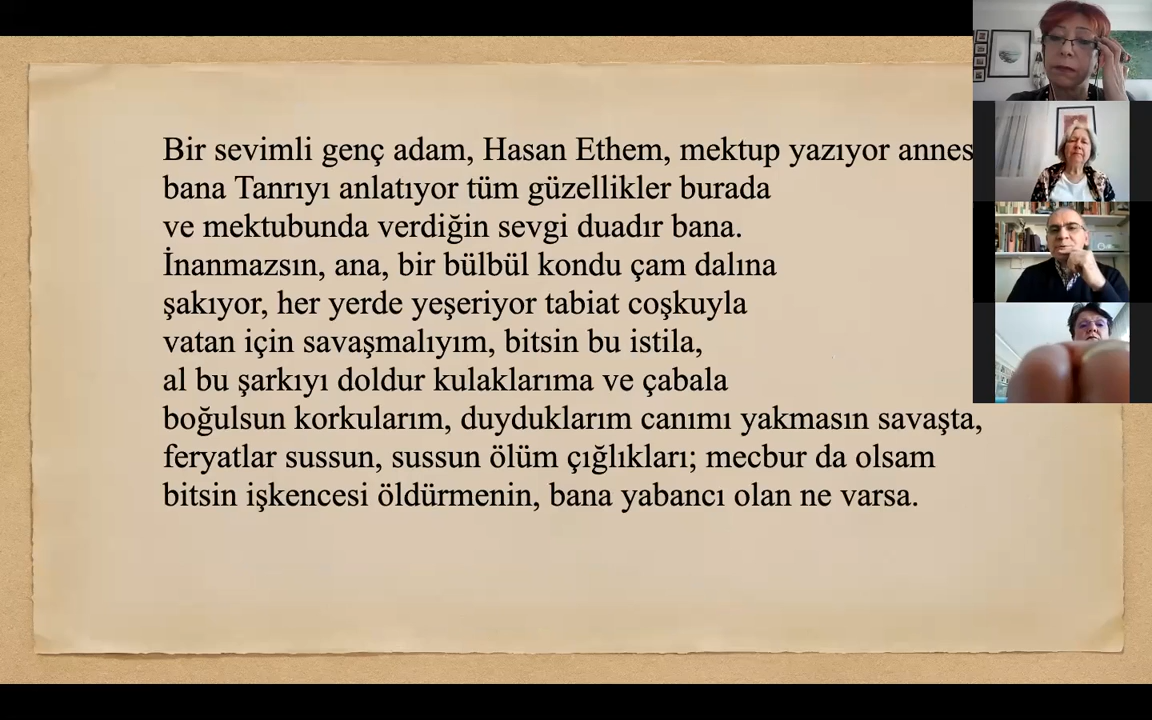 Bir sevimli genç adam, Hasan Ethem, mektup yazıyor annes
bana Tanrıyı anlatıyor tüm güzellikler burada
ve mektubunda verdiğin sevgi duadır bana.
İnanmazsın, ana, bir bülbül kondu çam dalına
şakıyor, her yerde yeşeriyor tabiat coşkuyla
vatan için savaşmalıyım, bitsin bu istila,
al bu şarkıyı doldur kulaklarıma ve çabala
boğulsun korkularım, duyduklarım canımı yakmasın savaşta,
feryatlar sussun, sussun ölüm çığlıkları; mecbur da olsam
bitsin işkencesi öldürmenin, bana yabancı olan ne varsa.